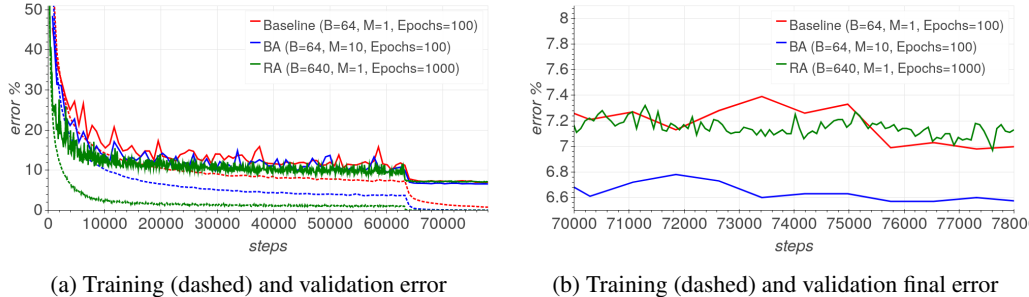 50
40
30
20
10
0
error %
Baseline (B=64, M=1, Epochs=100)
BA (B=64, M=10, Epochs=100)
RA (B=640, M=1, Epochs=1000)
0 10000 20000 30000 40000 50000 60000 70000
steps
(a) Training (dashed) and validation error
8
7.8
7.6
7.4
7.2
7
6.8
6.6
error %
Baseline (B=64, M=1, Epochs=100)
BA (B=64, M=10, Epochs=100)
RA (B=640, M=1, Epochs=1000)
70000 71000 72000 73000 74000 75000 76000 77000 78000
steps
(b) Training (dashed) and validation final error